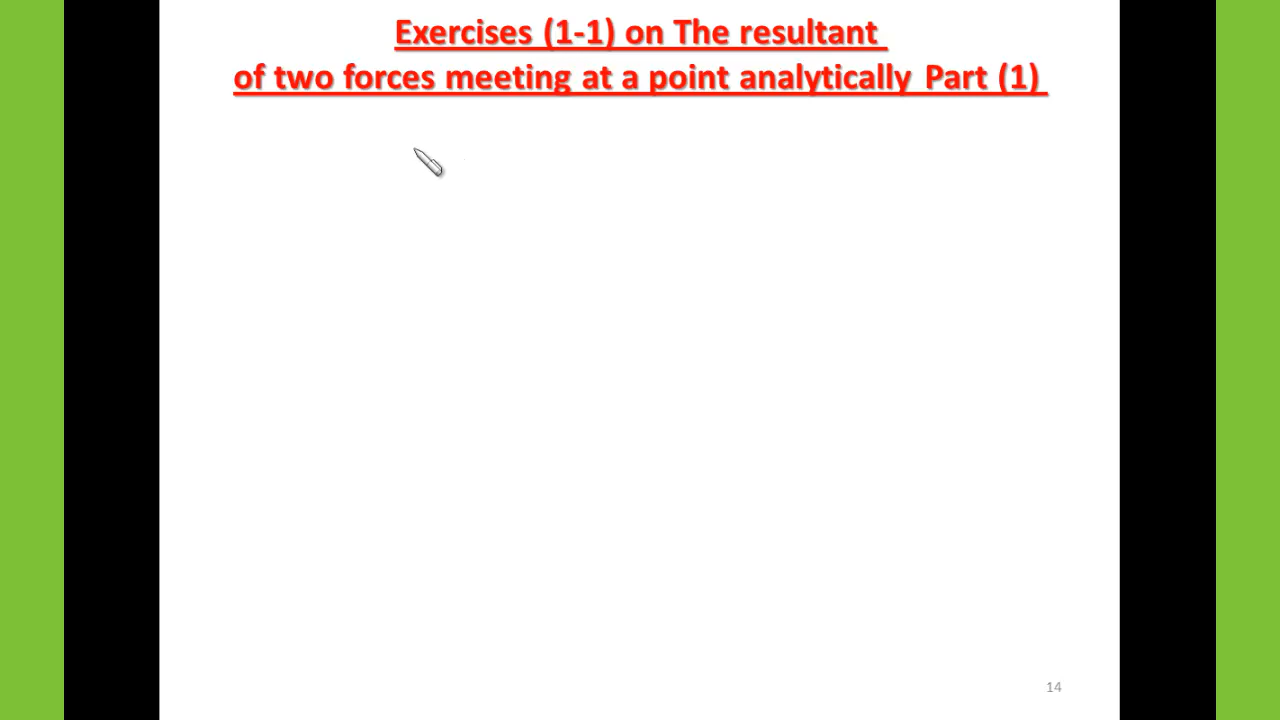 Exercises (1-1) on The resultant
of two forces meeting at a point analytically Part (1)
14